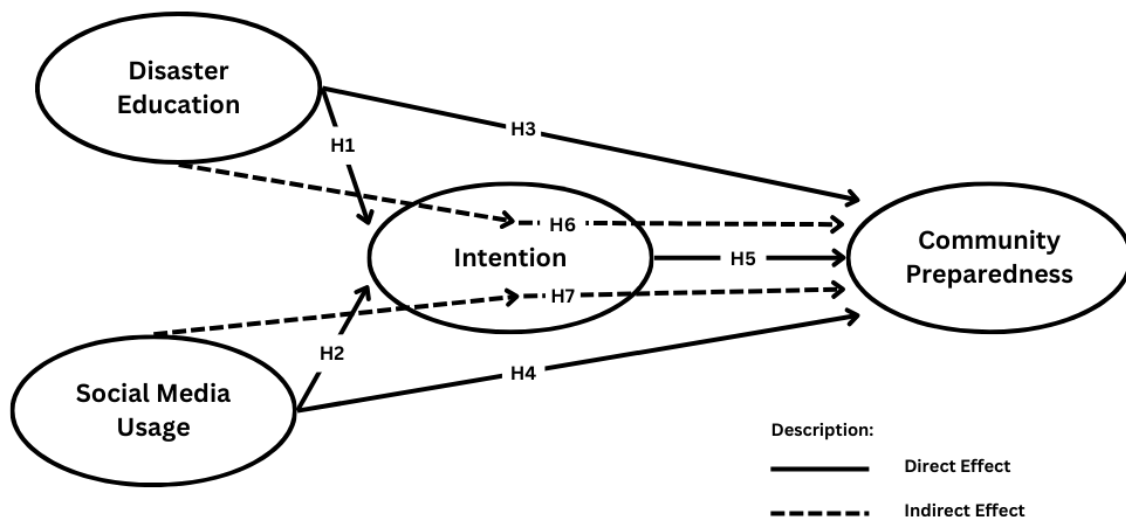 Disaster
Education
H1
H3
H6
Intention
H5
Community
Preparedness
H7
H2
H4
Social Media
Usage
Description:
Direct Effect
Indirect Effect